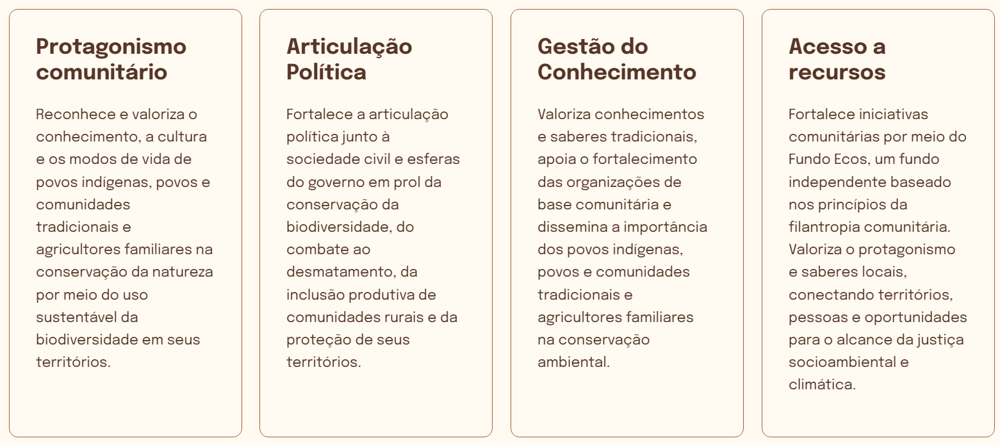 Protagonismo
comunitário
Reconhece e valoriza o
conhecimento, a cultura
e os modos de vida de
povos indígenas, povos e
comunidades
tradicionais e
agricultores familiares na
conservação da natureza
por meio do uso
sustentável da
biodiversidade em seus
territórios.
Articulação
Política
Fortalece a articulação
política junto à
sociedade civil e esferas
do governo em prol da
conservação da
biodiversidade, do
combate ao
desmatamento, da
inclusão produtiva de
comunidades rurais e da
proteção de seus
territórios.
Gestão do
Conhecimento
Valoriza conhecimentos
e saberes tradicionais,
apoia o fortalecimento
das organizações de
base comunitária e
dissemina a importância
dos povos indígenas,
povos e comunidades
tradicionais e
agricultores familiares
na conservação
ambiental.
Acesso a
recursos
Fortalece iniciativas
comunitárias por meio do
Fundo Ecos, um fundo
independente baseado
nos princípios da
filantropia comunitária.
Valoriza o protagonismo
e saberes locais,
conectando territórios,
pessoas e oportunidades
para o alcance da justiça
socioambiental e
climática.